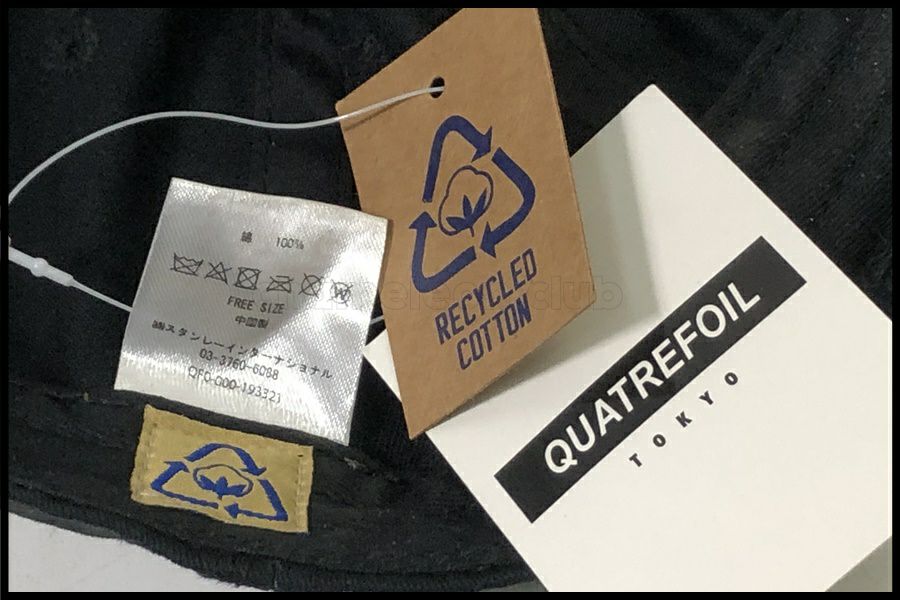 綿 100%
FREE SIZE
中国製
㈱スタンレーインターナショナル
03-3760-6088
QF0-000-193321
RECYCLED
COTTON
QUATREFOIL
TOKYO